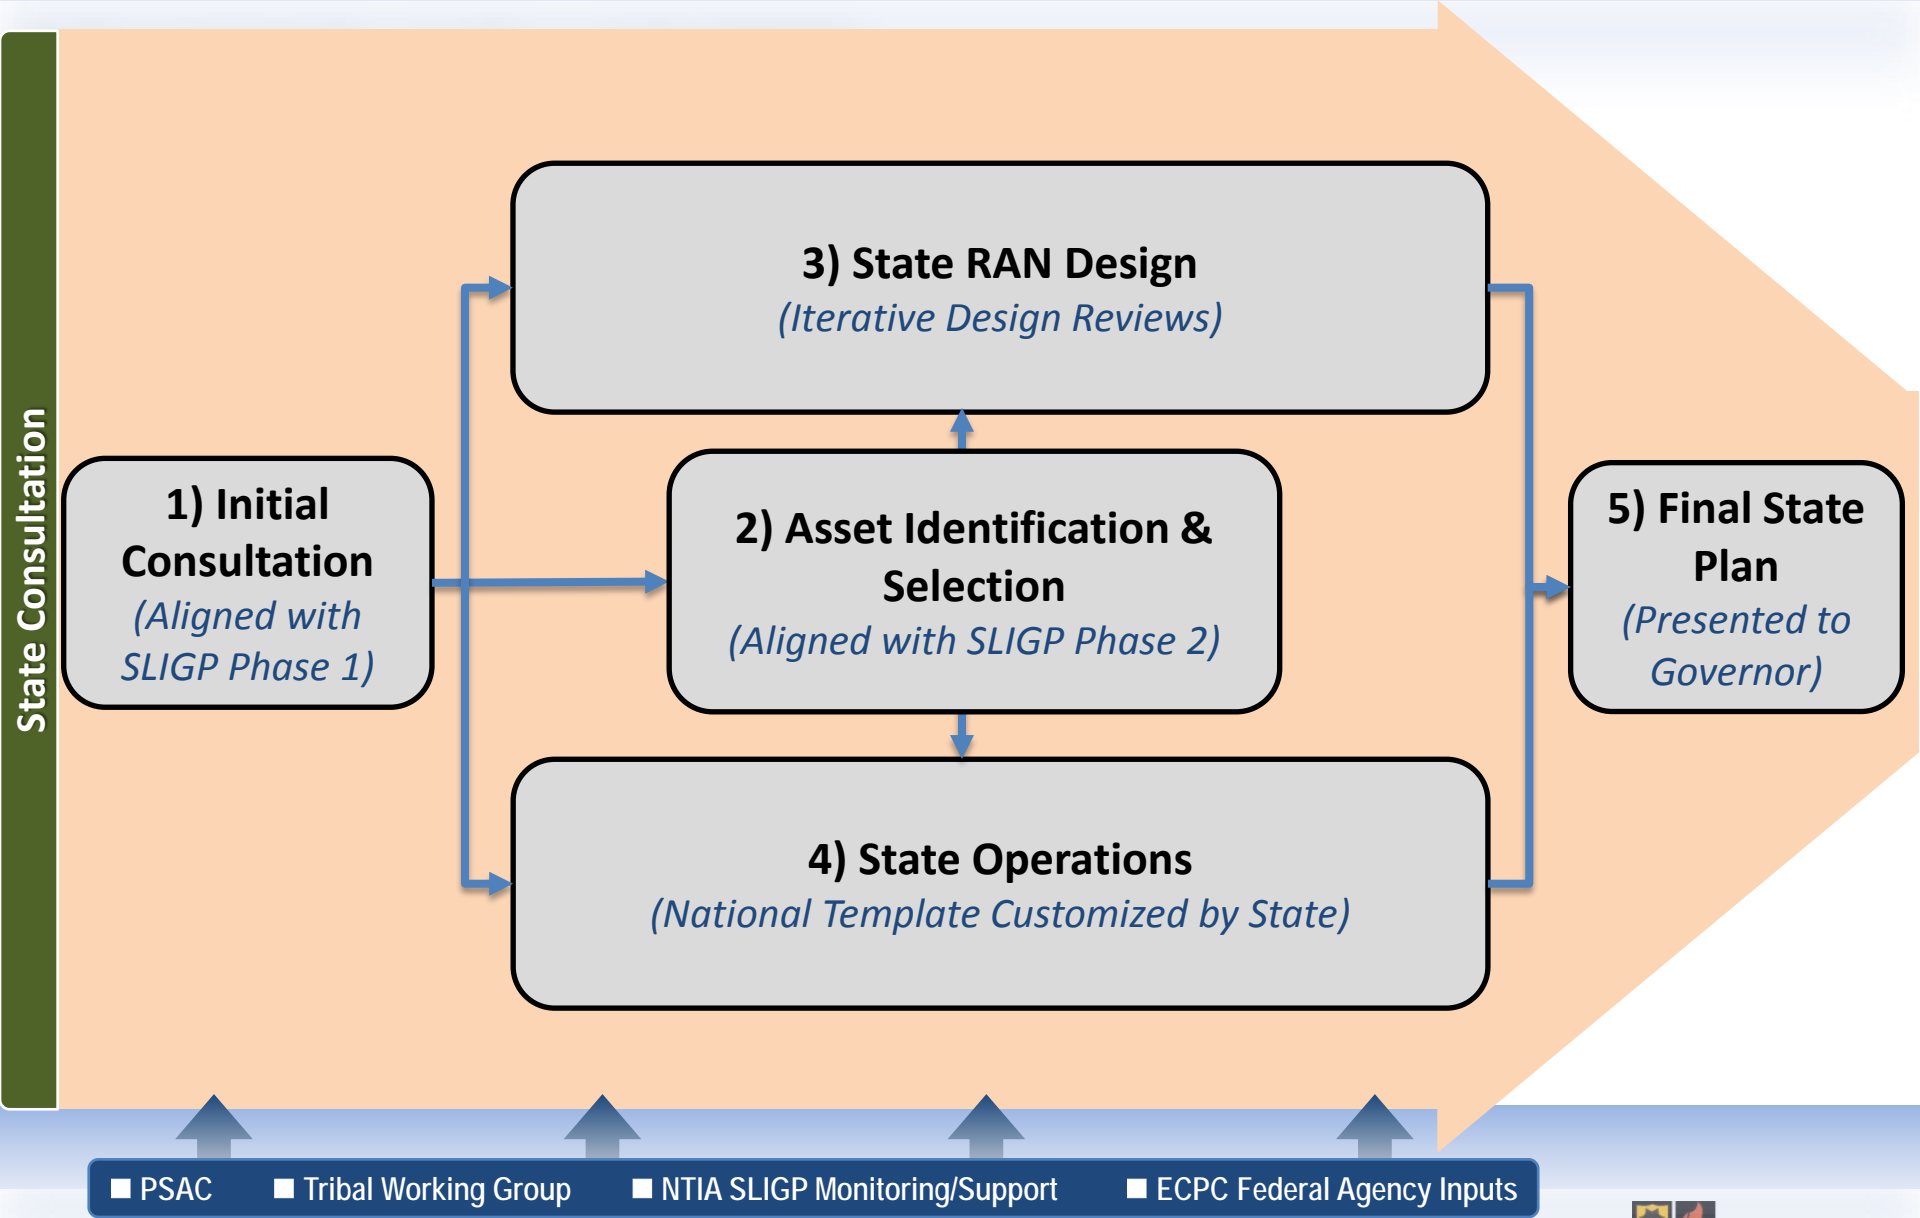 State Consultation
3) State RAN Design
(Iterative Design Reviews)
1) Initial
Consultation
(Aligned with
SLIGP Phase 1)
2) Asset Identification &
Selection
(Aligned with SLIGP Phase 2)
5) Final State
Plan
(Presented to
Governor)
4) State Operations
(National Template Customized by State)
■ PSAC ■ Tribal Working Group ■ NTIA SLIGP Monitoring/Support ■ ECPC Federal Agency Inputs